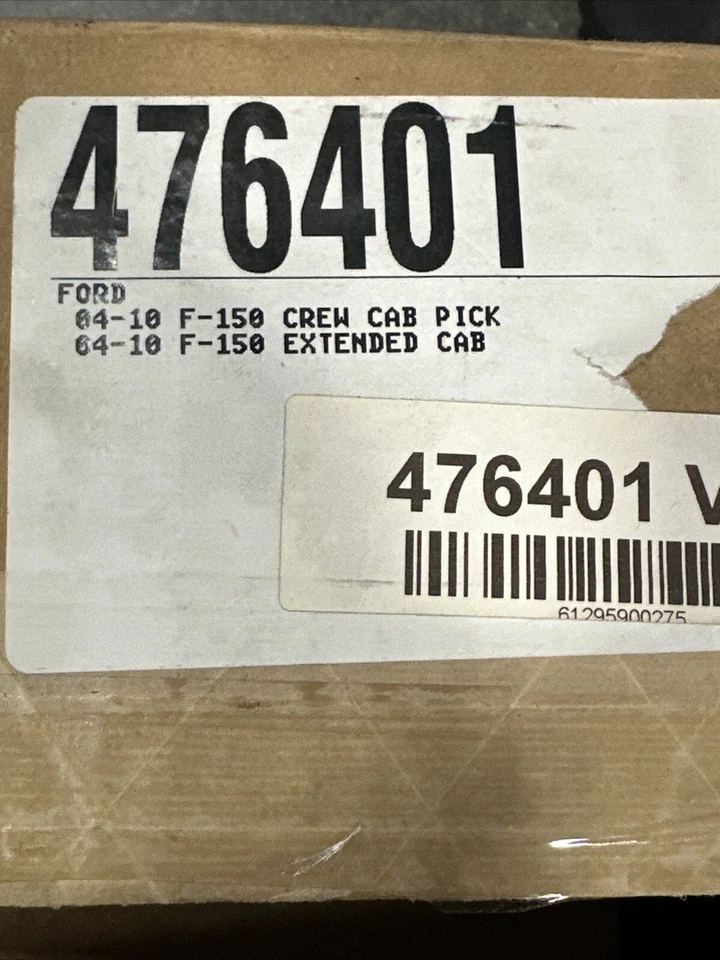 476401
FORD
04-10 F-150 CREW CAB PICK
04-10 F-150 EXTENDED CAB
476401 V
61295900275